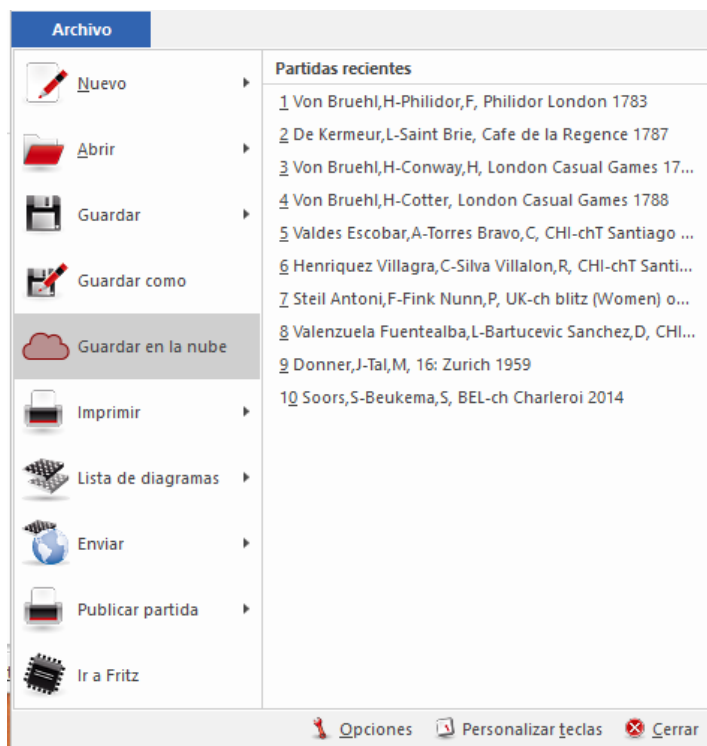 Archivo
Nuevo
Abrir
Guardar
Guardar como
Guardar en la nube
Imprimir
Lista de diagramas
Enviar
Publicar partida
Ir a Fritz
Partidas recientes
1 Von Bruehl,H-Philidor,F, Philidor London 1783
2 De Kermeur,L-Saint Brie, Cafe de la Regence 1787
3 Von Bruehl,H-Conway,H, London Casual Games 17...
4 Von Bruehl,H-Cotter, London Casual Games 1788
5 Valdes Escobar,A-Torres Bravo,C, CHI-chT Santiago ...
6 Henriquez Villagra,C-Silva Villalon,R, CHI-chT Santi...
7 Steil Antoni,F-Fink Nunn,P, UK-ch blitz (Women) o...
8 Valenzuela Fuentealba,L-Bartucevic Sanchez,D, CHI...
9 Donner,J-Tal,M, 16: Zurich 1959
10 Soors,S-Beukema,S, BEL-ch Charleroi 2014
Opciones Personalizar teclas Cerrar